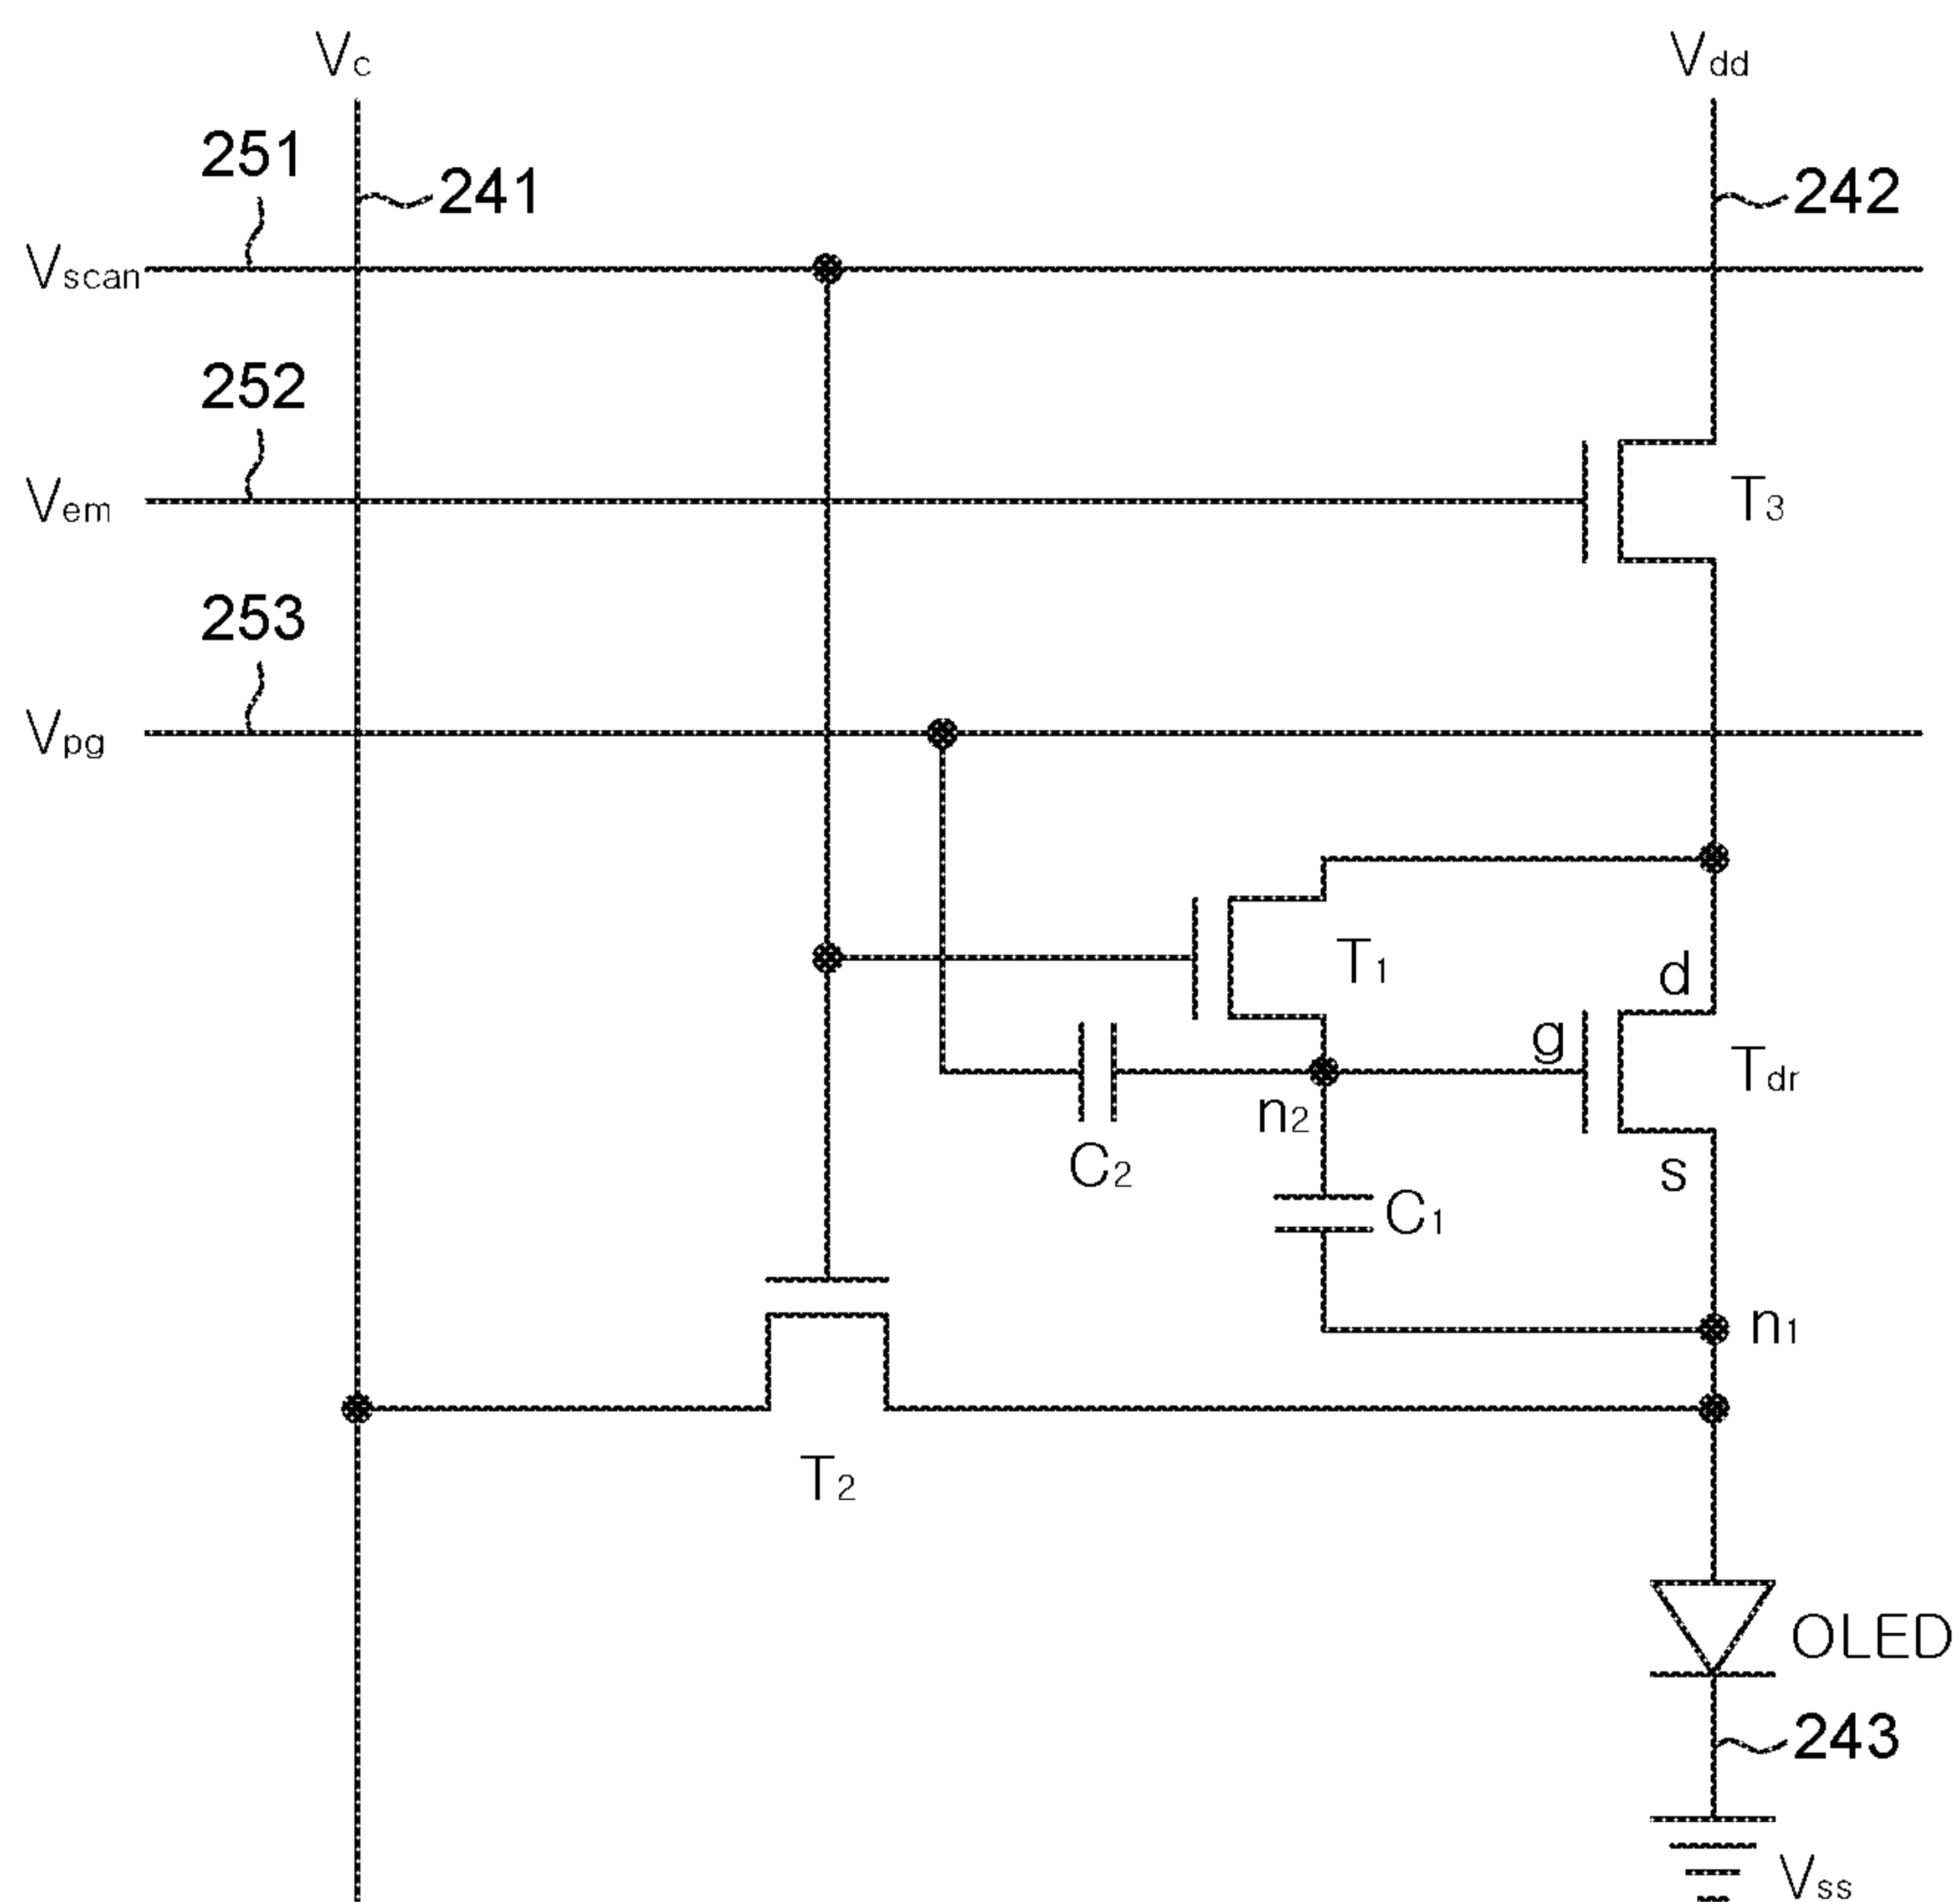 Vc
Vdd
251
241
242
Vscan
252
Vem
T3
253
Vpg
T1
d
g
Tdr
n2
C2
s
C1
n1
T2
OLED
243
Vss